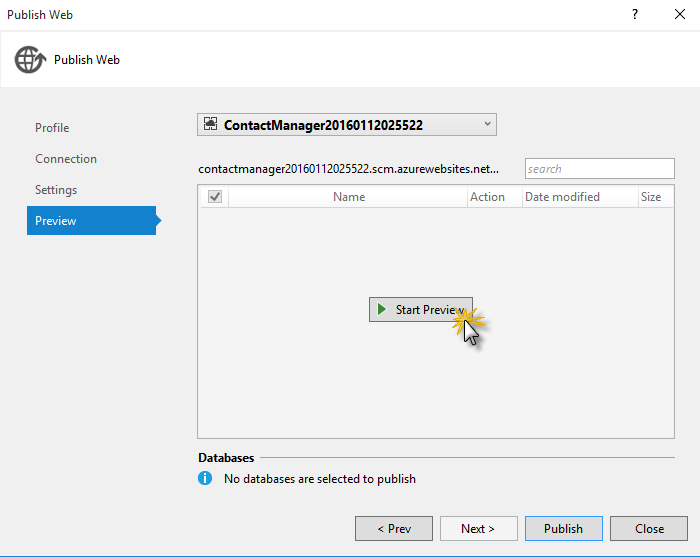 Publish Web
?
Publish Web
Profile
Connection
Settings
Preview
ContactManager20160112025522
contactmanager20160112025522.scm.azurewebsites.net...
search
Name Action Date modified Size
Start Preview
Databases
No databases are selected to publish
< Prev Next > Publish Close